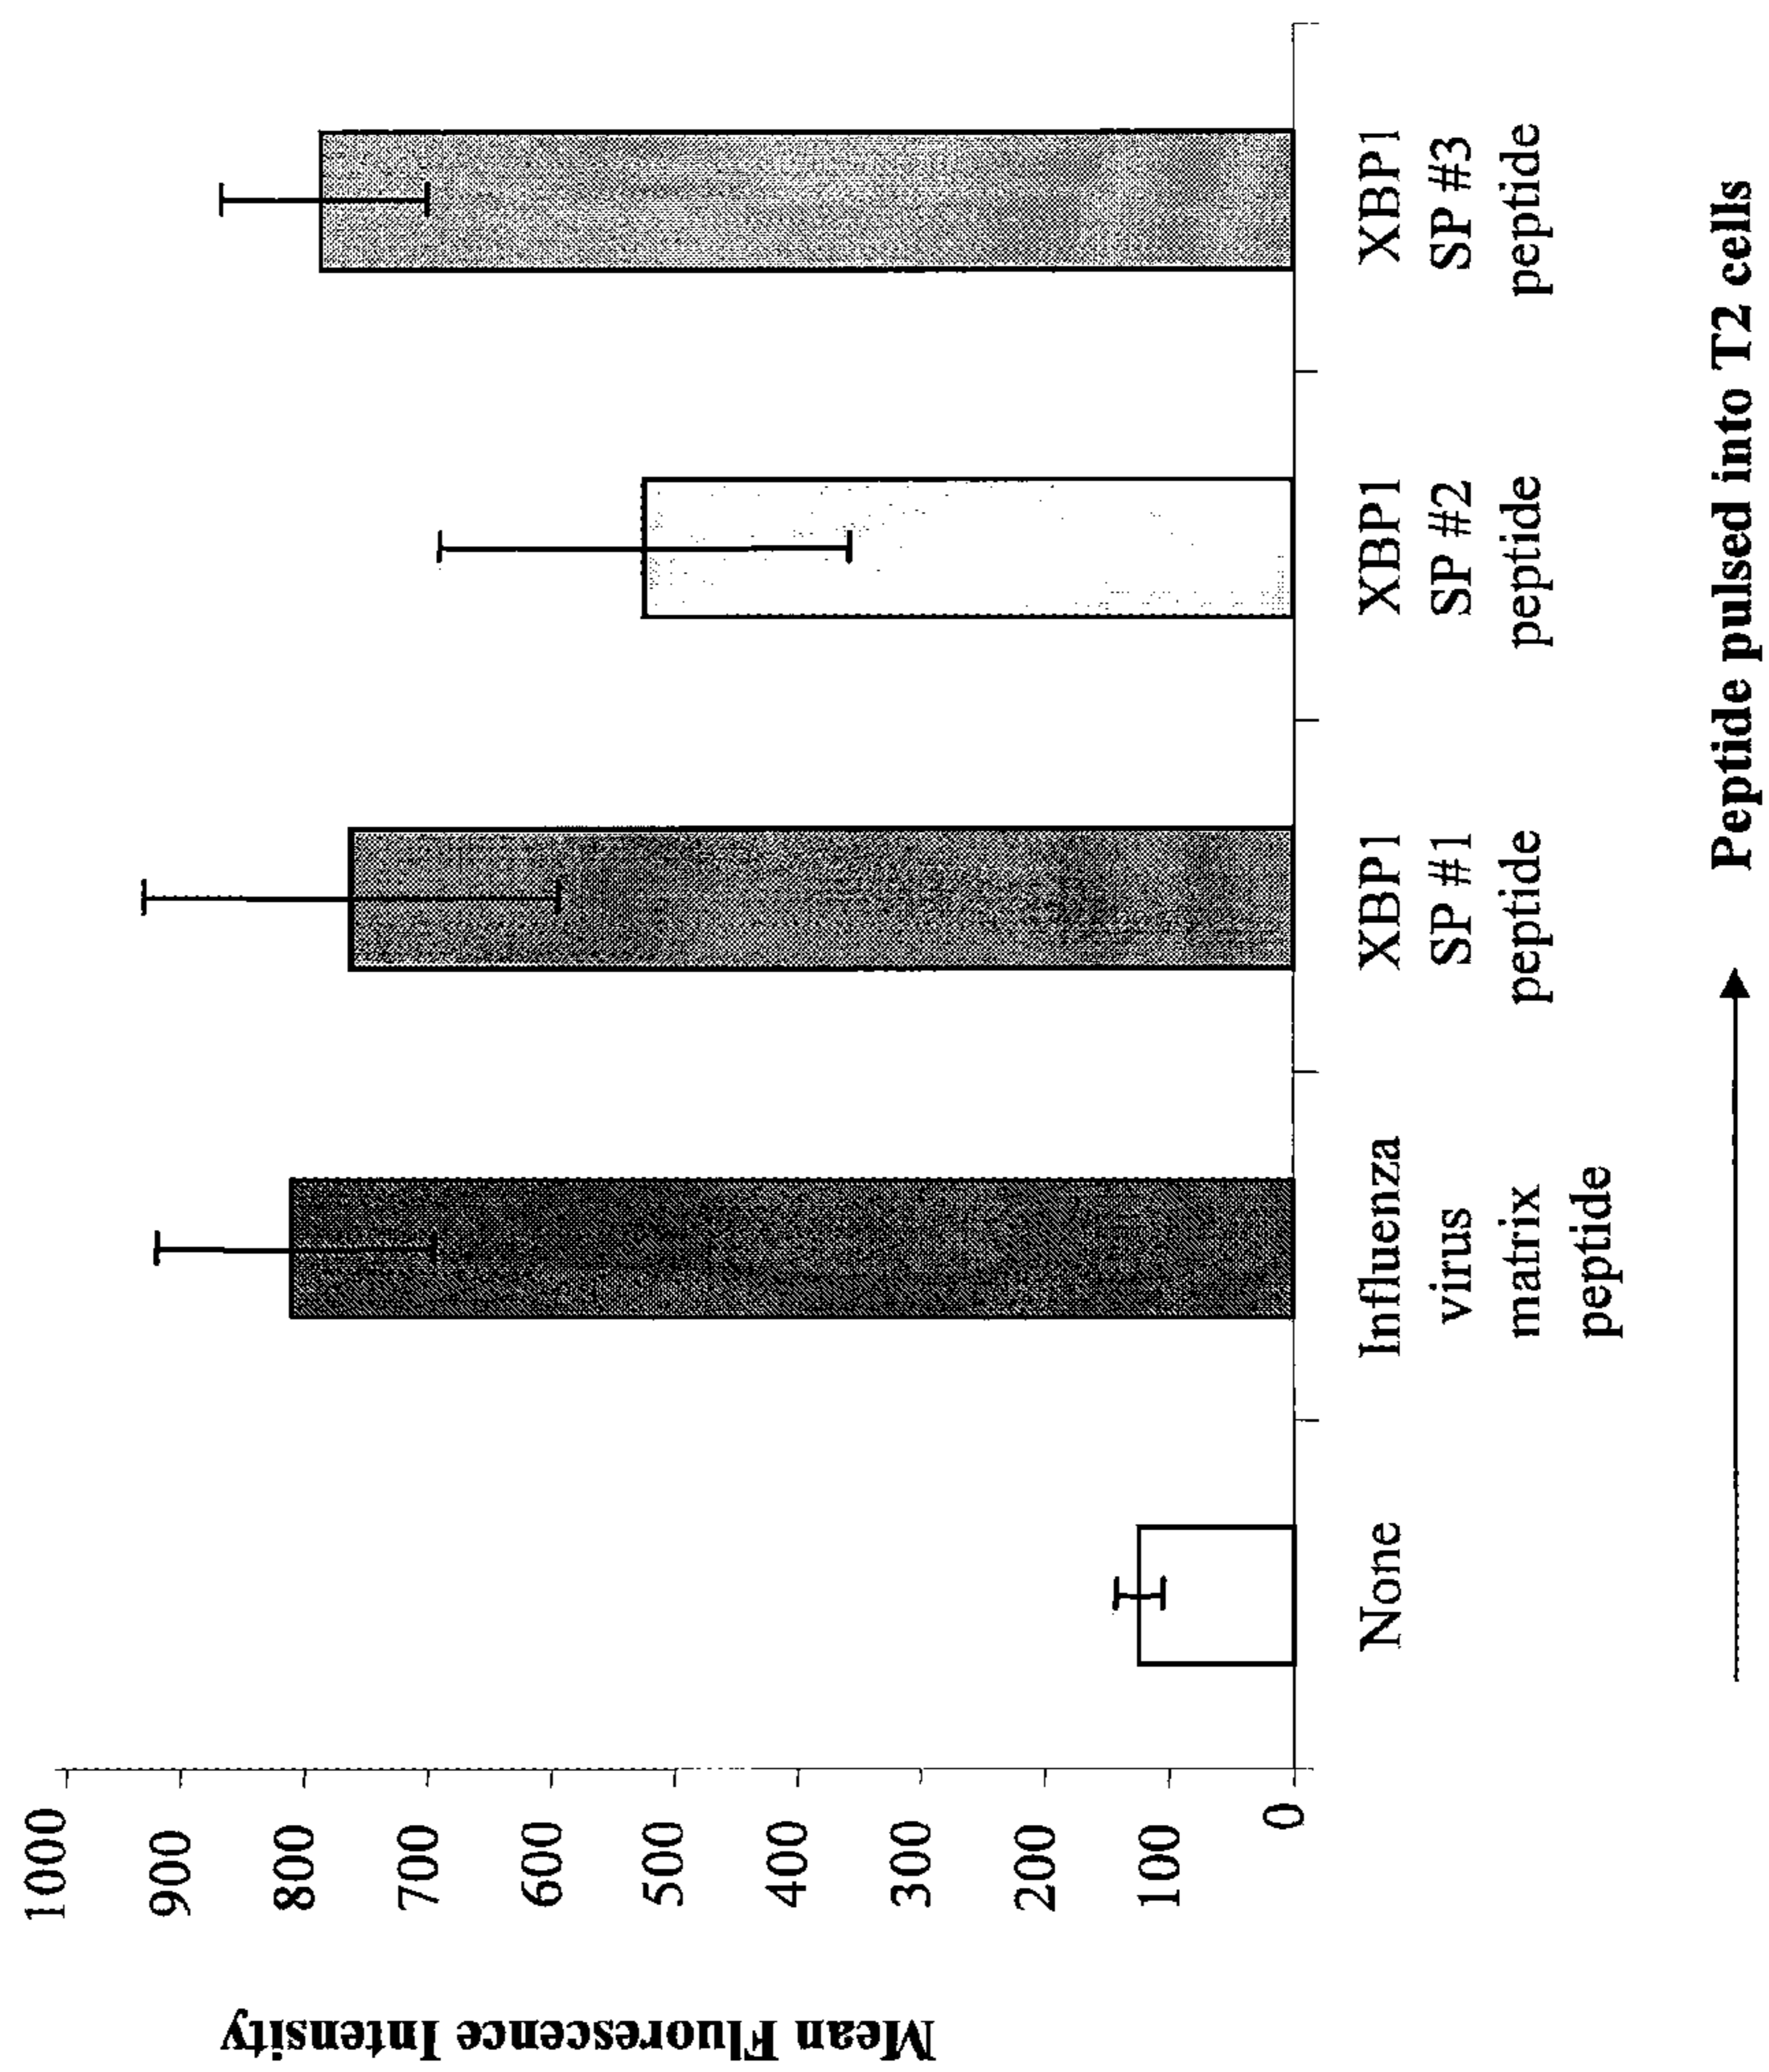 Mean Fluorescence Intensity
1000
900
800
700
600
500
400
300
200
100
0
None
Influenza
virus
matrix
peptide
XBP1
SP #1
peptide
XBP1
SP #2
peptide
XBP1
SP #3
peptide
Peptide pulsed into T2 cells